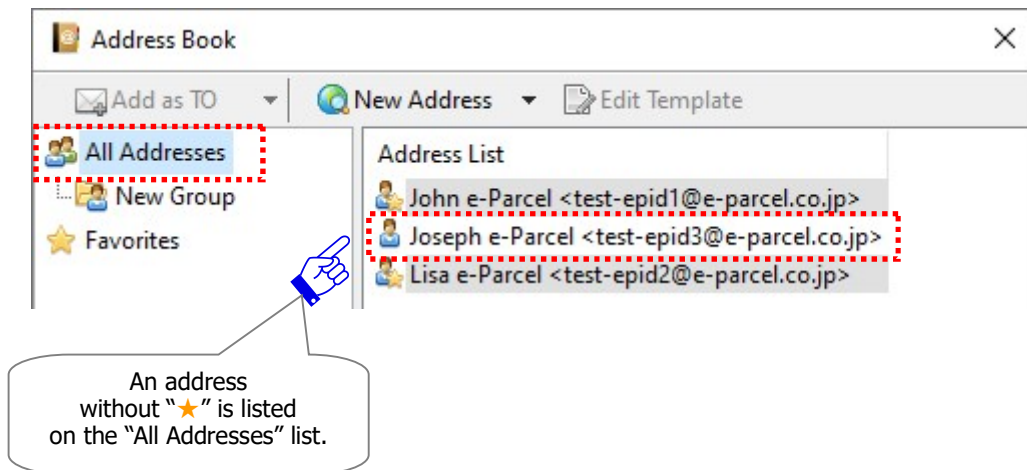 Address Book
Add as TO
New Address
Edit Template
All Addresses
New Group
Favorites
Address List
John e-Parcel <test-epid1@e-parcel.co.jp>
Joseph e-Parcel <test-epid3@e-parcel.co.jp>
Lisa e-Parcel <test-epid2@e-parcel.co.jp>
An address
without “★” is listed
on the “All Addresses” list.